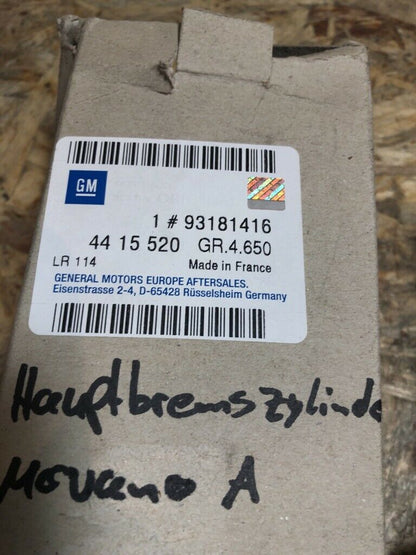 GM
1 # 93181416
44 15 520 GR.4.650
LR 114 Made in France
GENERAL MOTORS EUROPE AFTERSALES.
Eisenstrasse 2-4, D-65428 Rüsselsheim Germany
Hauptbremszylinde
Movano A